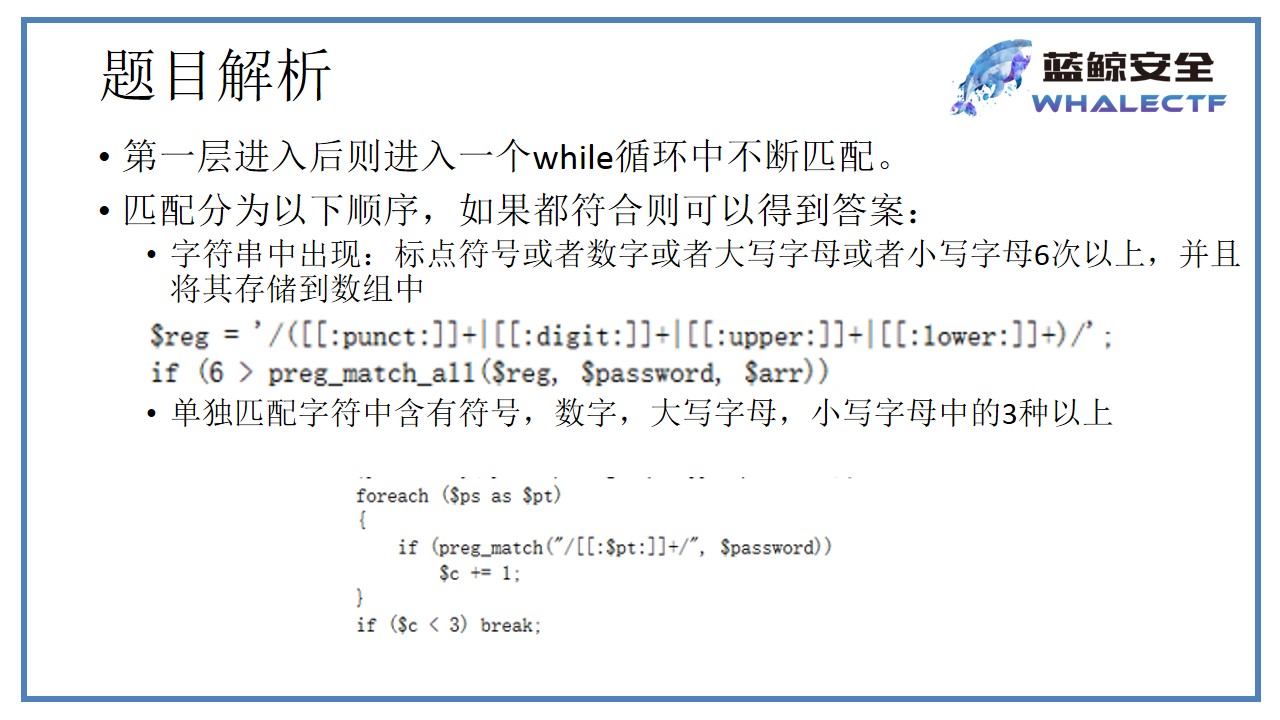 题目解析
蓝鲸安全
WHALECTF
• 第一层进入后则进入一个while循环中不断匹配。
• 匹配分为以下顺序，如果都符合则可以得到答案：
• 字符串中出现：标点符号或者数字或者大写字母或者小写字母6次以上，并且
将其存储到数组中
$reg = '/([[:punct:]]+|[[:digit:]]+|[[:upper:]]+|[[:lower:]]+)/';
if (6 > preg_match_all($reg, $password, $arr))
• 单独匹配字符中含有符号，数字，大写字母，小写字母中的3种以上
foreach ($ps as $pt)
{
if (preg_match("/[[:$pt:]]+/", $password))
$c += 1;
}
if ($c < 3) break;